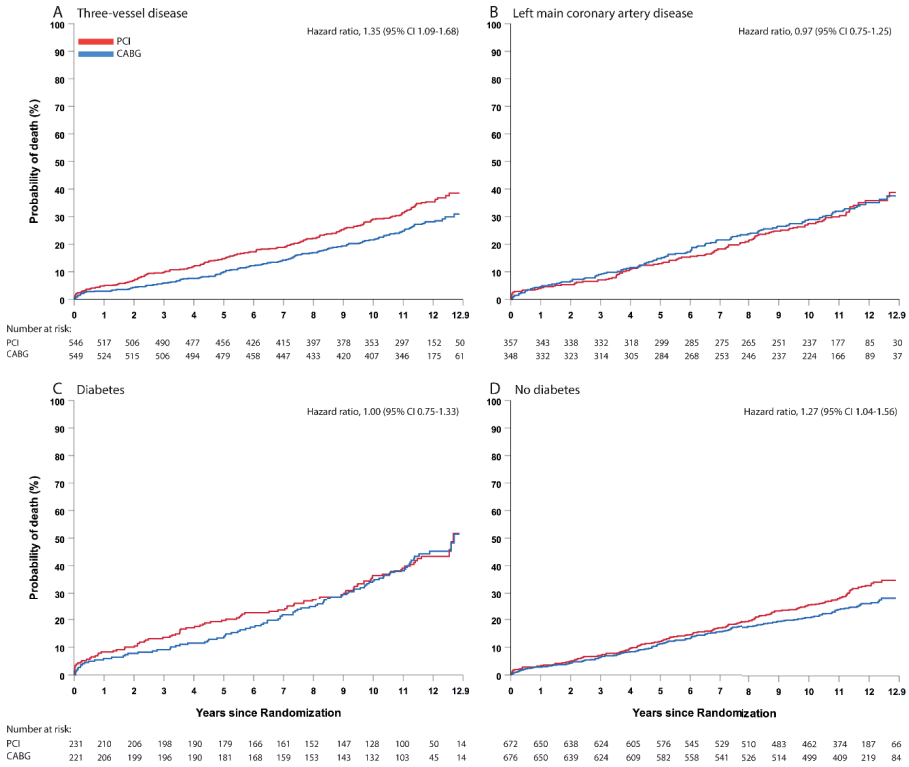 A Three-vessel disease
Hazard ratio, 1.35 (95% CI 1.09-1.68)
PCI
CABG
Probability of death (%)
100
90
80
70
60
50
40
30
20
10
0
0 1 2 3 4 5 6 7 8 9 10 11 12 12.9
Number at risk:
PCI 546 517 506 490 477 456 426 415 397 378 353 297 152 50
CABG 549 524 515 506 494 479 458 447 433 420 407 346 175 61
B Left main coronary artery disease
Hazard ratio, 0.97 (95% CI 0.75-1.25)
100
90
80
70
60
50
40
30
20
10
0
0 1 2 3 4 5 6 7 8 9 10 11 12 12.9
357 343 338 332 318 299 285 275 265 251 237 177 85 30
348 332 323 314 305 284 268 253 246 237 224 166 89 37
C Diabetes
Hazard ratio, 1.00 (95% CI 0.75-1.33)
Probability of death (%)
100
90
80
70
60
50
40
30
20
10
0
0 1 2 3 4 5 6 7 8 9 10 11 12 12.9
Years since Randomization
Number at risk:
PCI 231 210 206 198 190 179 166 161 152 147 128 100 50 14
CABG 221 206 199 196 190 181 168 159 153 143 132 103 45 14
D No diabetes
Hazard ratio, 1.27 (95% CI 1.04-1.56)
100
90
80
70
60
50
40
30
20
10
0
0 1 2 3 4 5 6 7 8 9 10 11 12 12.9
Years since Randomization
672 650 638 624 605 576 545 529 510 483 462 374 187 66
676 650 639 624 609 582 558 541 526 514 499 409 219 84